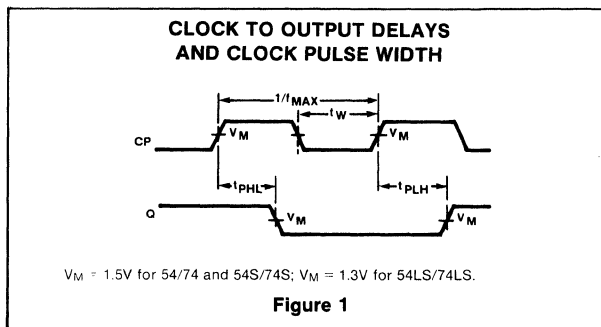 CLOCK TO OUTPUT DELAYS
AND CLOCK PULSE WIDTH
1/fMAX
tW
CP
VM
VM
tPHL
tPLH
Q
VM
VM
VM = 1.5V for 54/74 and 54S/74S; VM = 1.3V for 54LS/74LS.
Figure 1